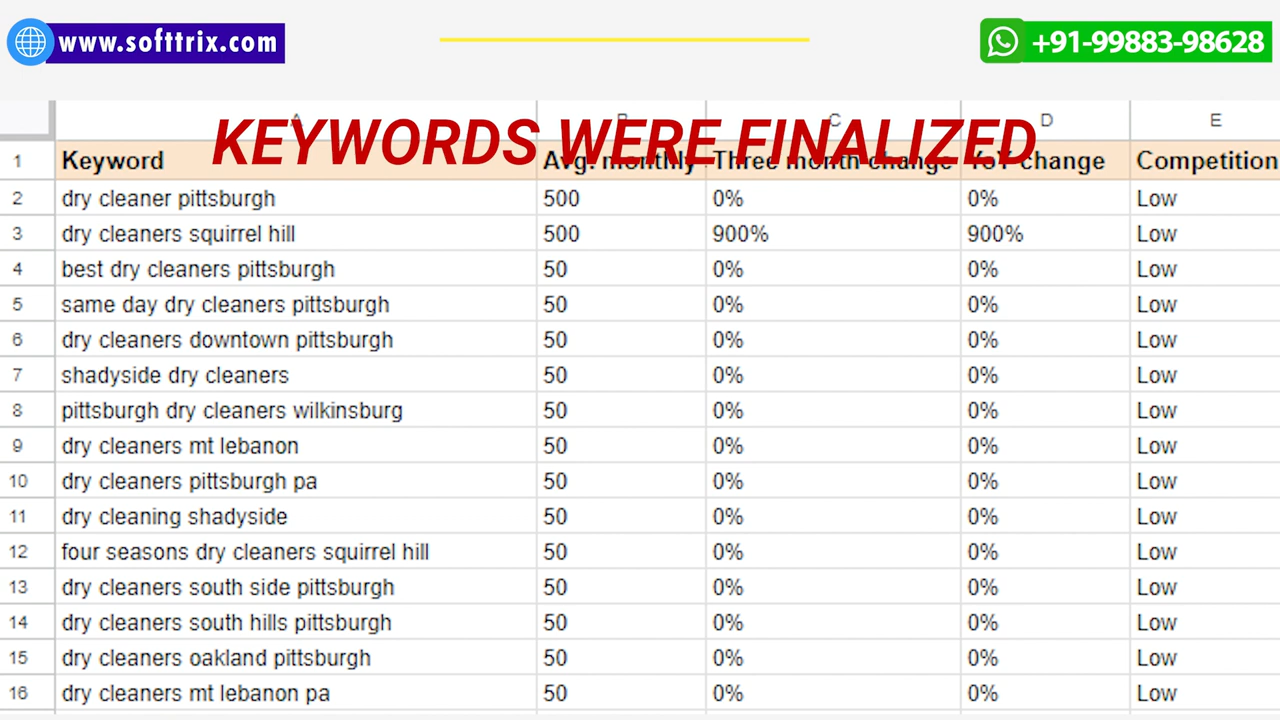 www.softtrix.com
+91-99883-98628
A B C D E
KEYWORDS WERE FINALIZED
1 Keyword Avg. monthly Three month change YoY change Competition
2 dry cleaner pittsburgh 500 0% 0% Low
3 dry cleaners squirrel hill 500 900% 900% Low
4 best dry cleaners pittsburgh 50 0% 0% Low
5 same day dry cleaners pittsburgh 50 0% 0% Low
6 dry cleaners downtown pittsburgh 50 0% 0% Low
7 shadyside dry cleaners 50 0% 0% Low
8 pittsburgh dry cleaners wilkinsburg 50 0% 0% Low
9 dry cleaners mt lebanon 50 0% 0% Low
10 dry cleaners pittsburgh pa 50 0% 0% Low
11 dry cleaning shadyside 50 0% 0% Low
12 four seasons dry cleaners squirrel hill 50 0% 0% Low
13 dry cleaners south side pittsburgh 50 0% 0% Low
14 dry cleaners south hills pittsburgh 50 0% 0% Low
15 dry cleaners oakland pittsburgh 50 0% 0% Low
16 dry cleaners mt lebanon pa 50 0% 0% Low